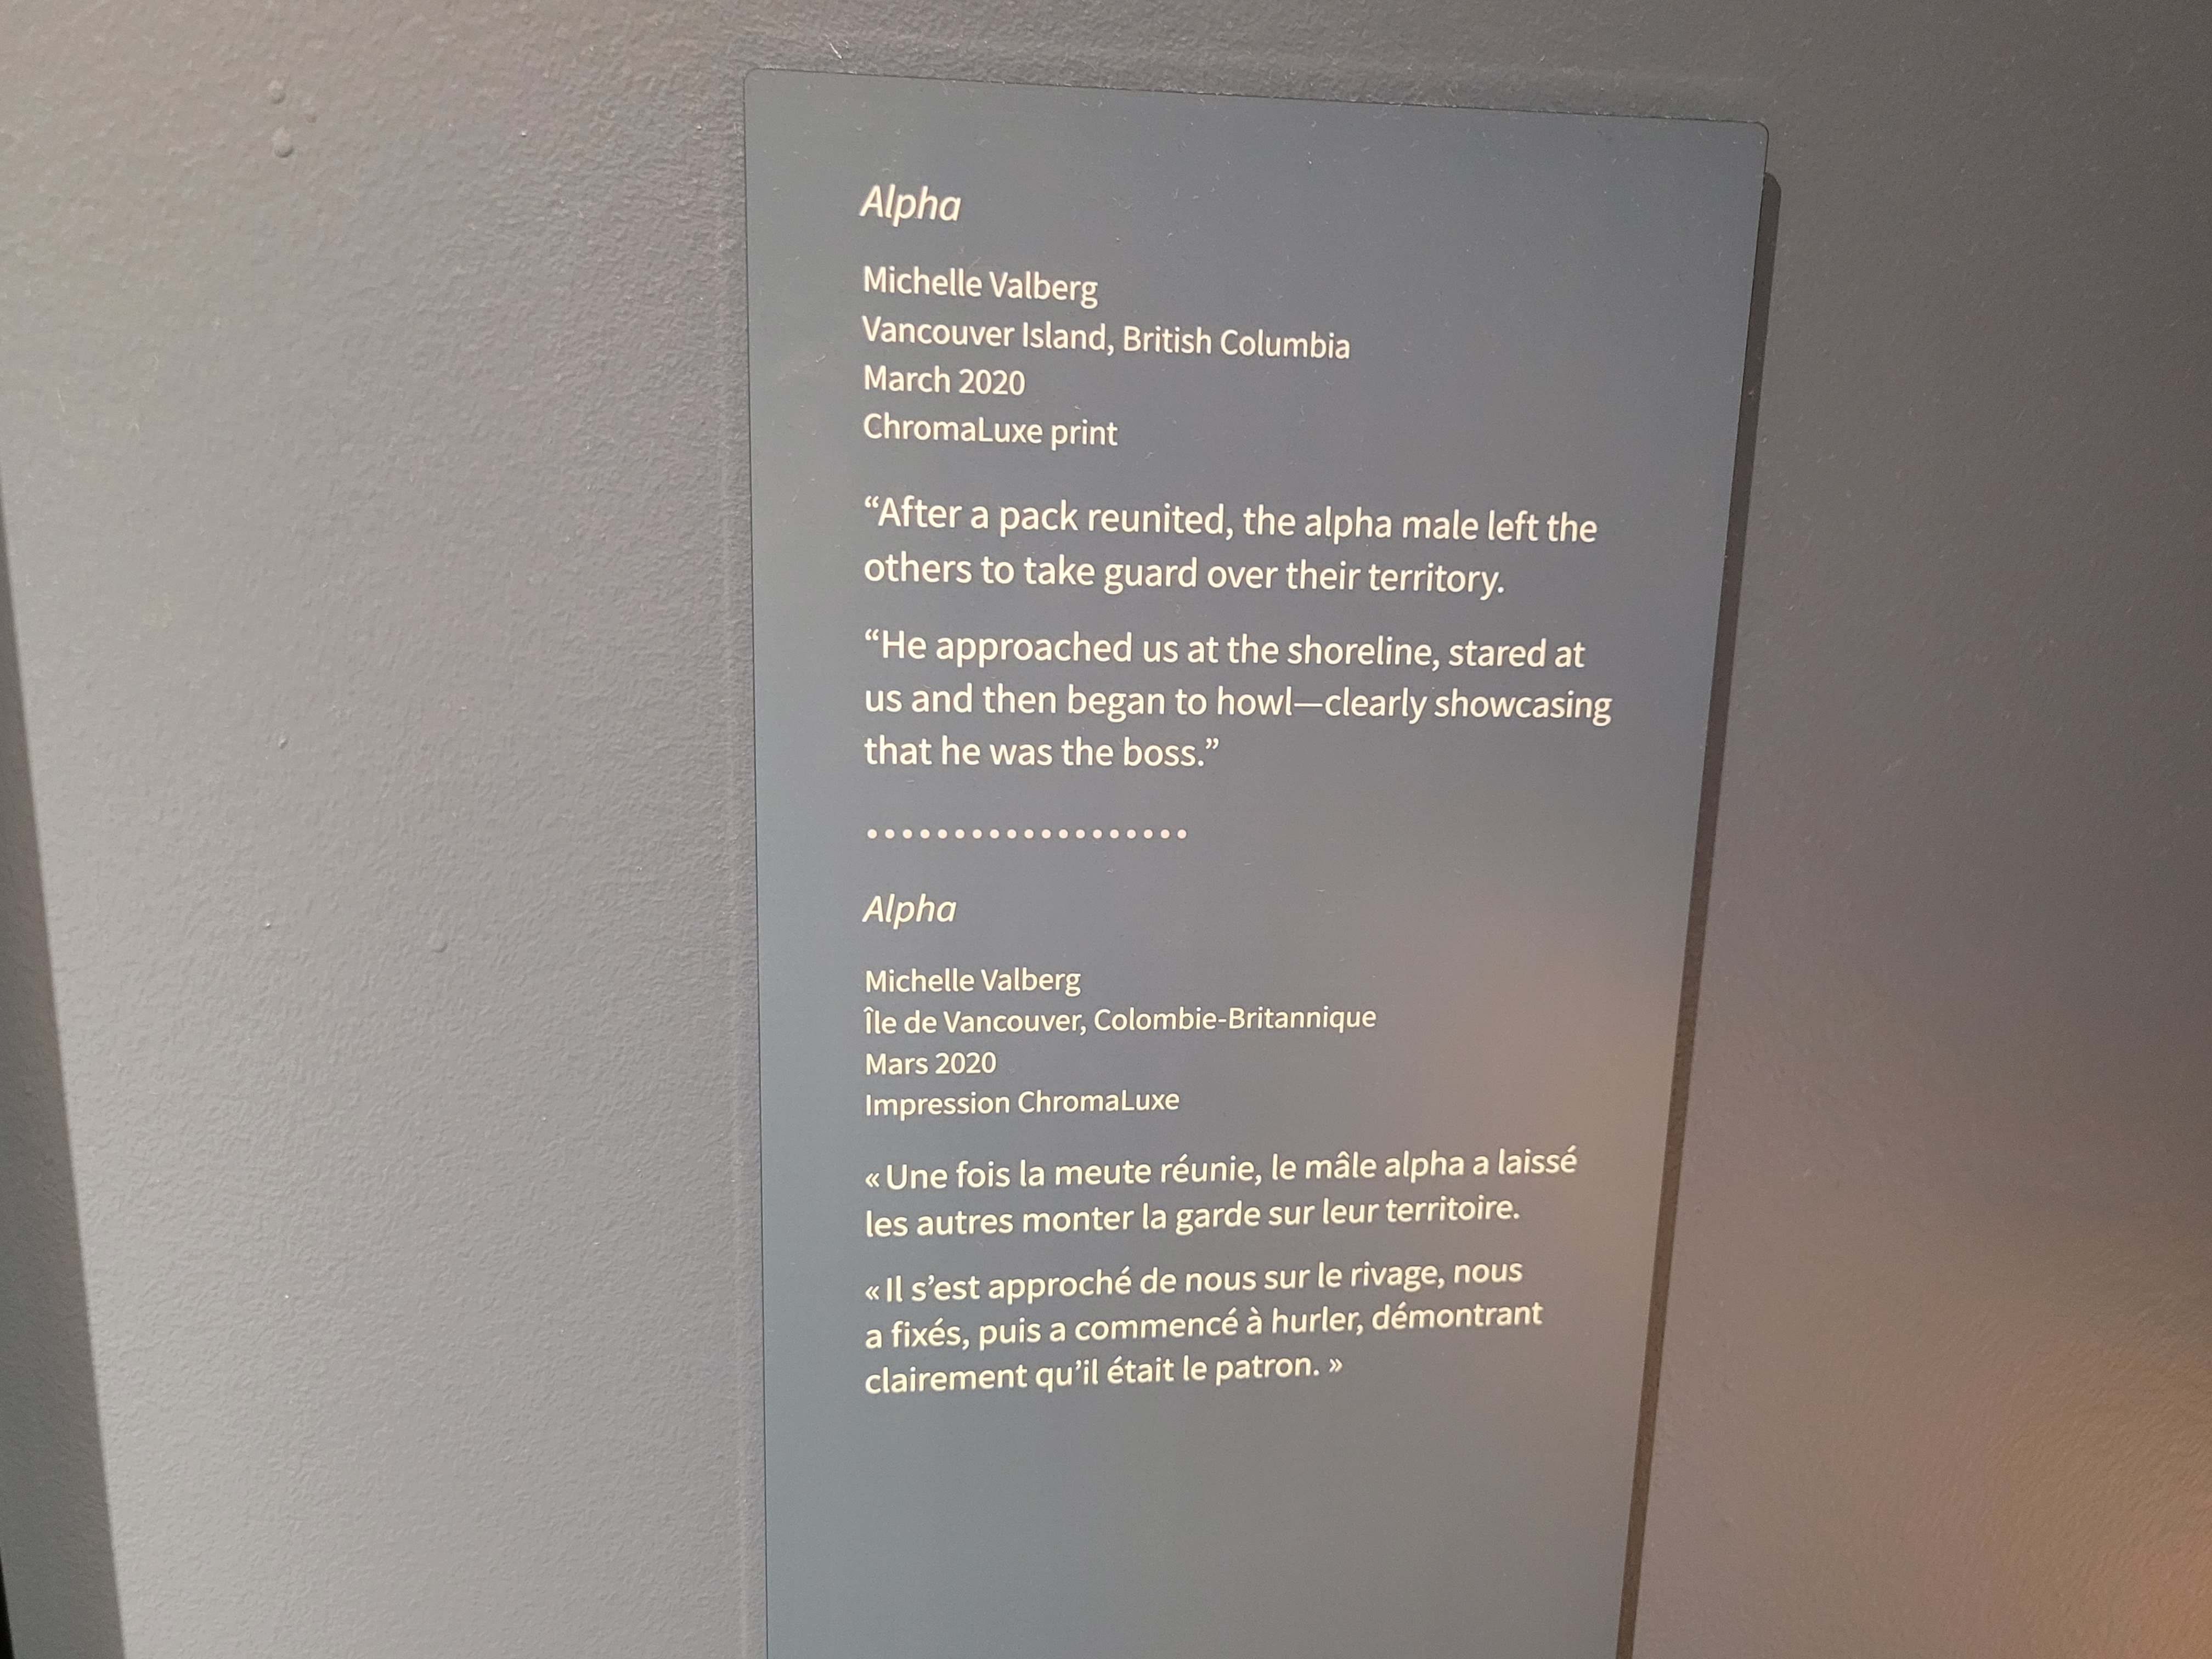 Alpha
Michelle Valberg
Vancouver Island, British Columbia
March 2020
ChromaLuxe print
“After a pack reunited, the alpha male left the
others to take guard over their territory.
“He approached us at the shoreline, stared at
us and then began to howl—clearly showcasing
that he was the boss.”
Alpha
Michelle Valberg
Île de Vancouver, Colombie-Britannique
Mars 2020
Impression ChromaLuxe
« Une fois la meute réunie, le mâle alpha a laissé
les autres monter la garde sur leur territoire.
« Il s’est approché de nous sur le rivage, nous
a fixés, puis a commencé à hurler, démontrant
clairement qu’il était le patron. »